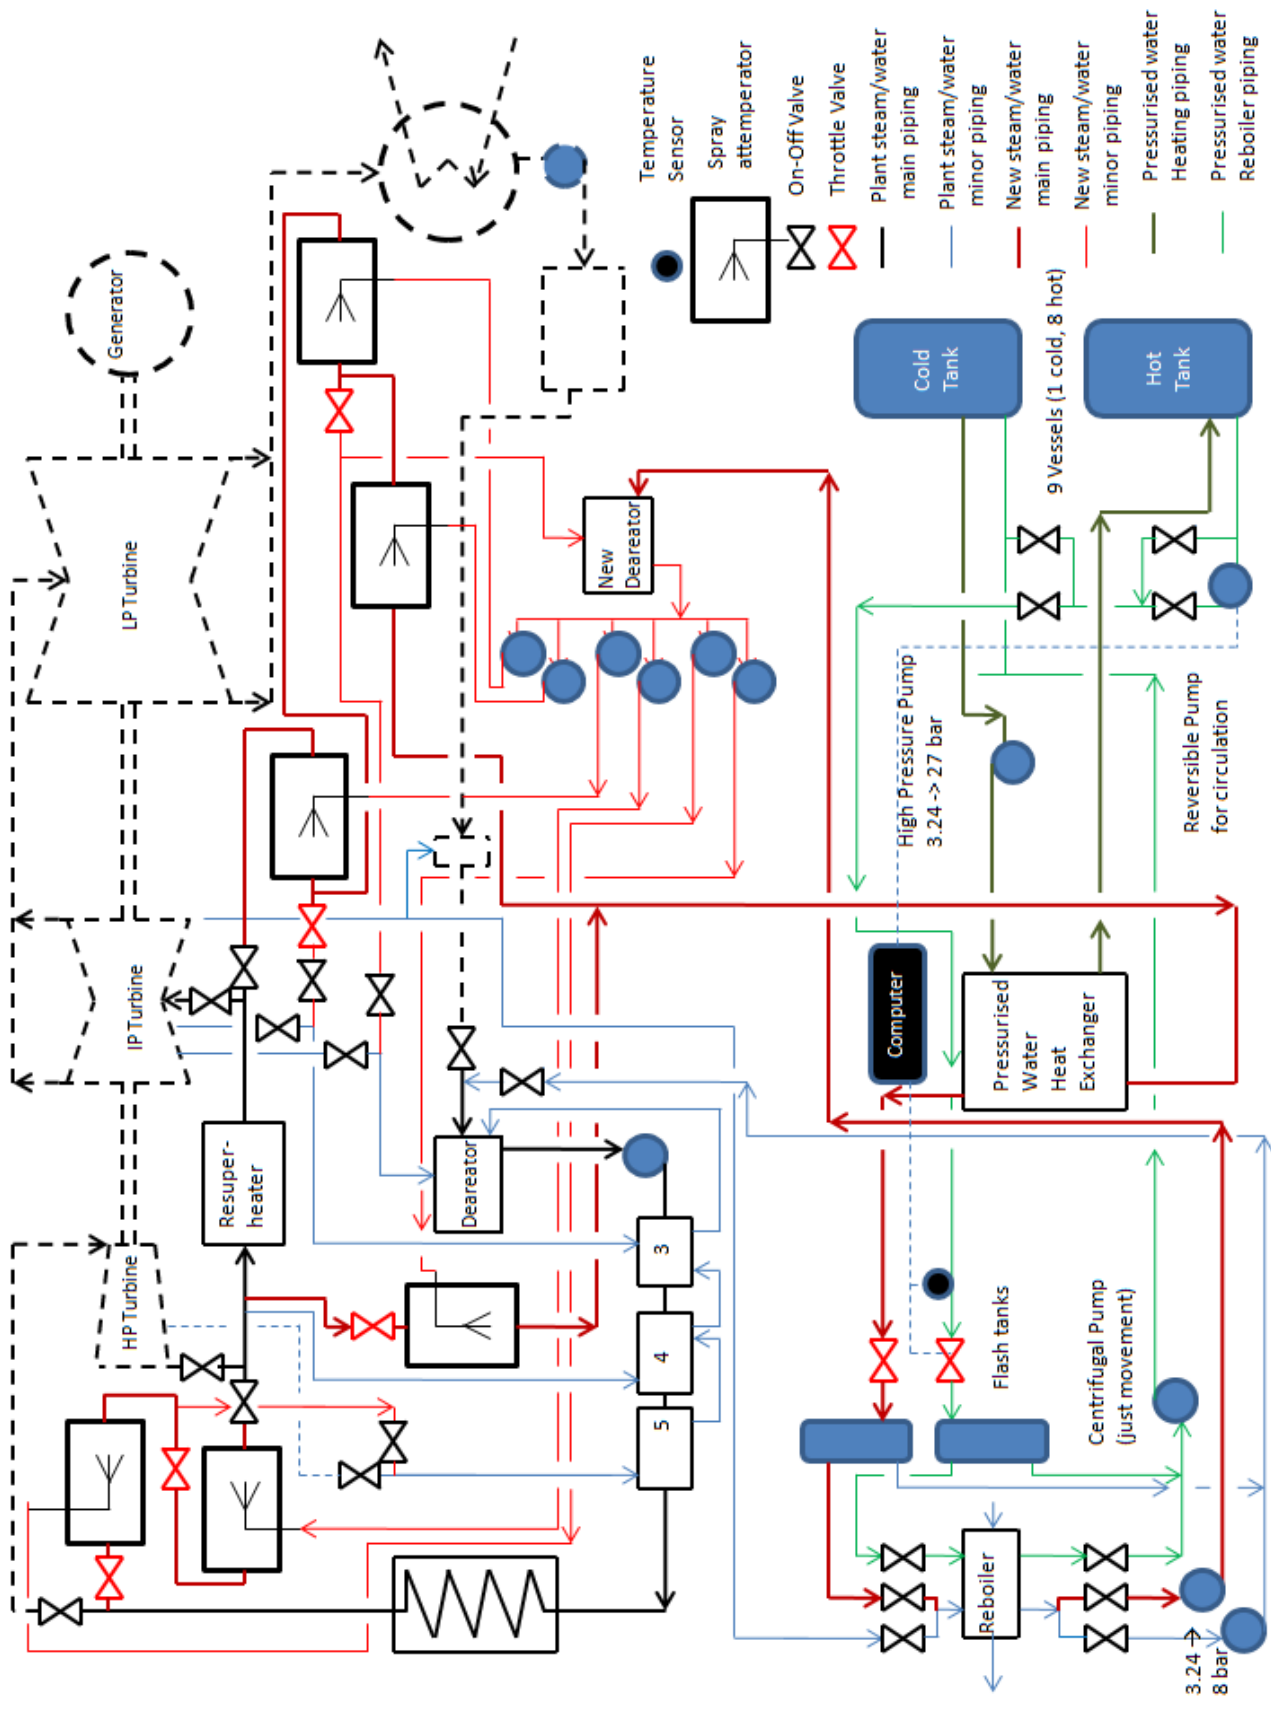 Generator
LP Turbine
IP Turbine
HP Turbine
Resuper-
heater
Deareator
New
Deareator
3
4
5
Temperature
Sensor
Spray
attemperator
On-Off Valve
Throttle Valve
Plant steam/water
main piping
Plant steam/water
minor piping
New steam/water
main piping
New steam/water
minor piping
Pressurised water
Heating piping
Pressurised water
Reboiler piping
Cold
Tank
9 Vessels (1 cold, 8 hot)
Hot
Tank
High Pressure Pump
3.24 -> 27 bar
Reversible Pump
for circulation
Computer
Pressurised
Water
Heat
Exchanger
Flash tanks
Centrifugal Pump
(just movement)
Reboiler
3.24 →
8 bar